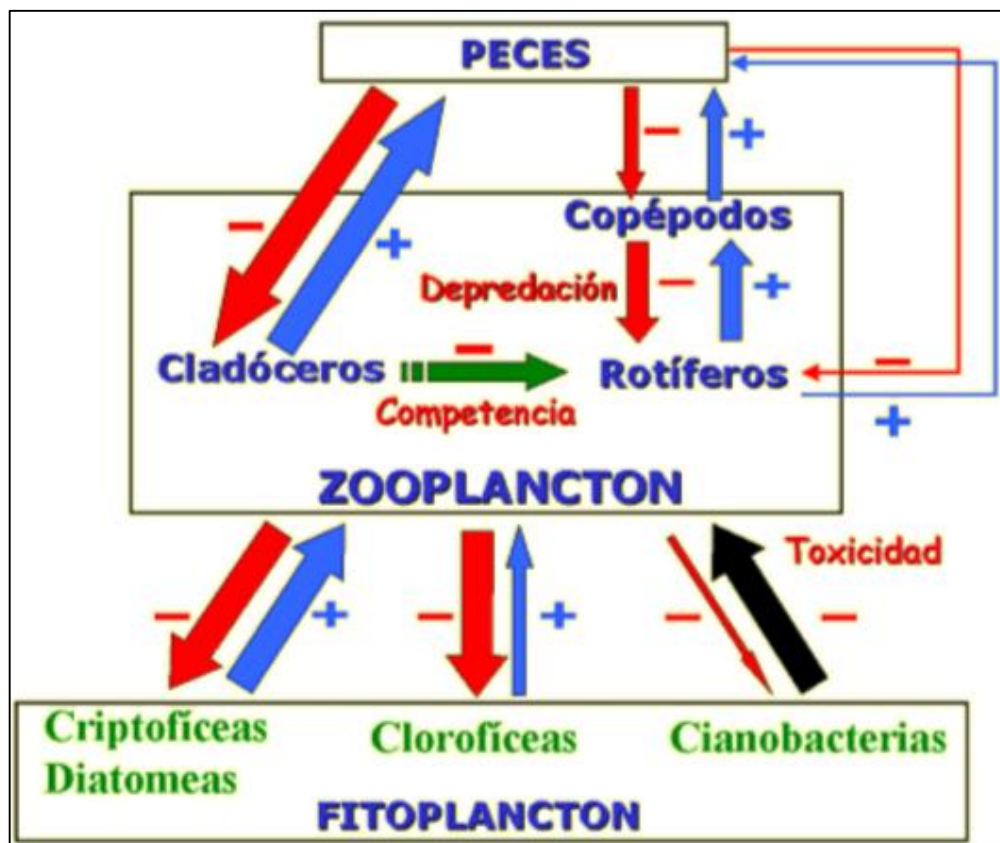 PECES
−
+
−
+
Copépodos
Depredación
−
+
Cladóceros
−
Competencia
Rotíferos
−
+
ZOOPLANCTON
−
+
−
+
−
−
Toxicidad
Criptofíceas
Diatomeas
Clorofíceas
Cianobacterias
FITOPLANCTON